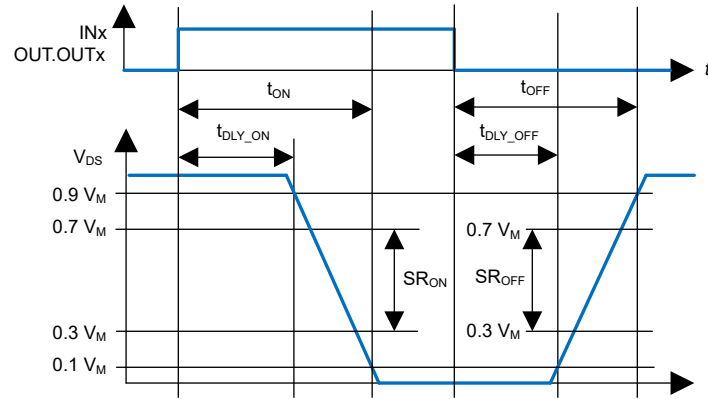 INx
OUT.OUTx
t
tON
tOFF
tDLY_ON
tDLY_OFF
VDS
0.9 VM
0.7 VM
0.7 VM
SRON
SROFF
0.3 VM
0.3 VM
0.1 VM